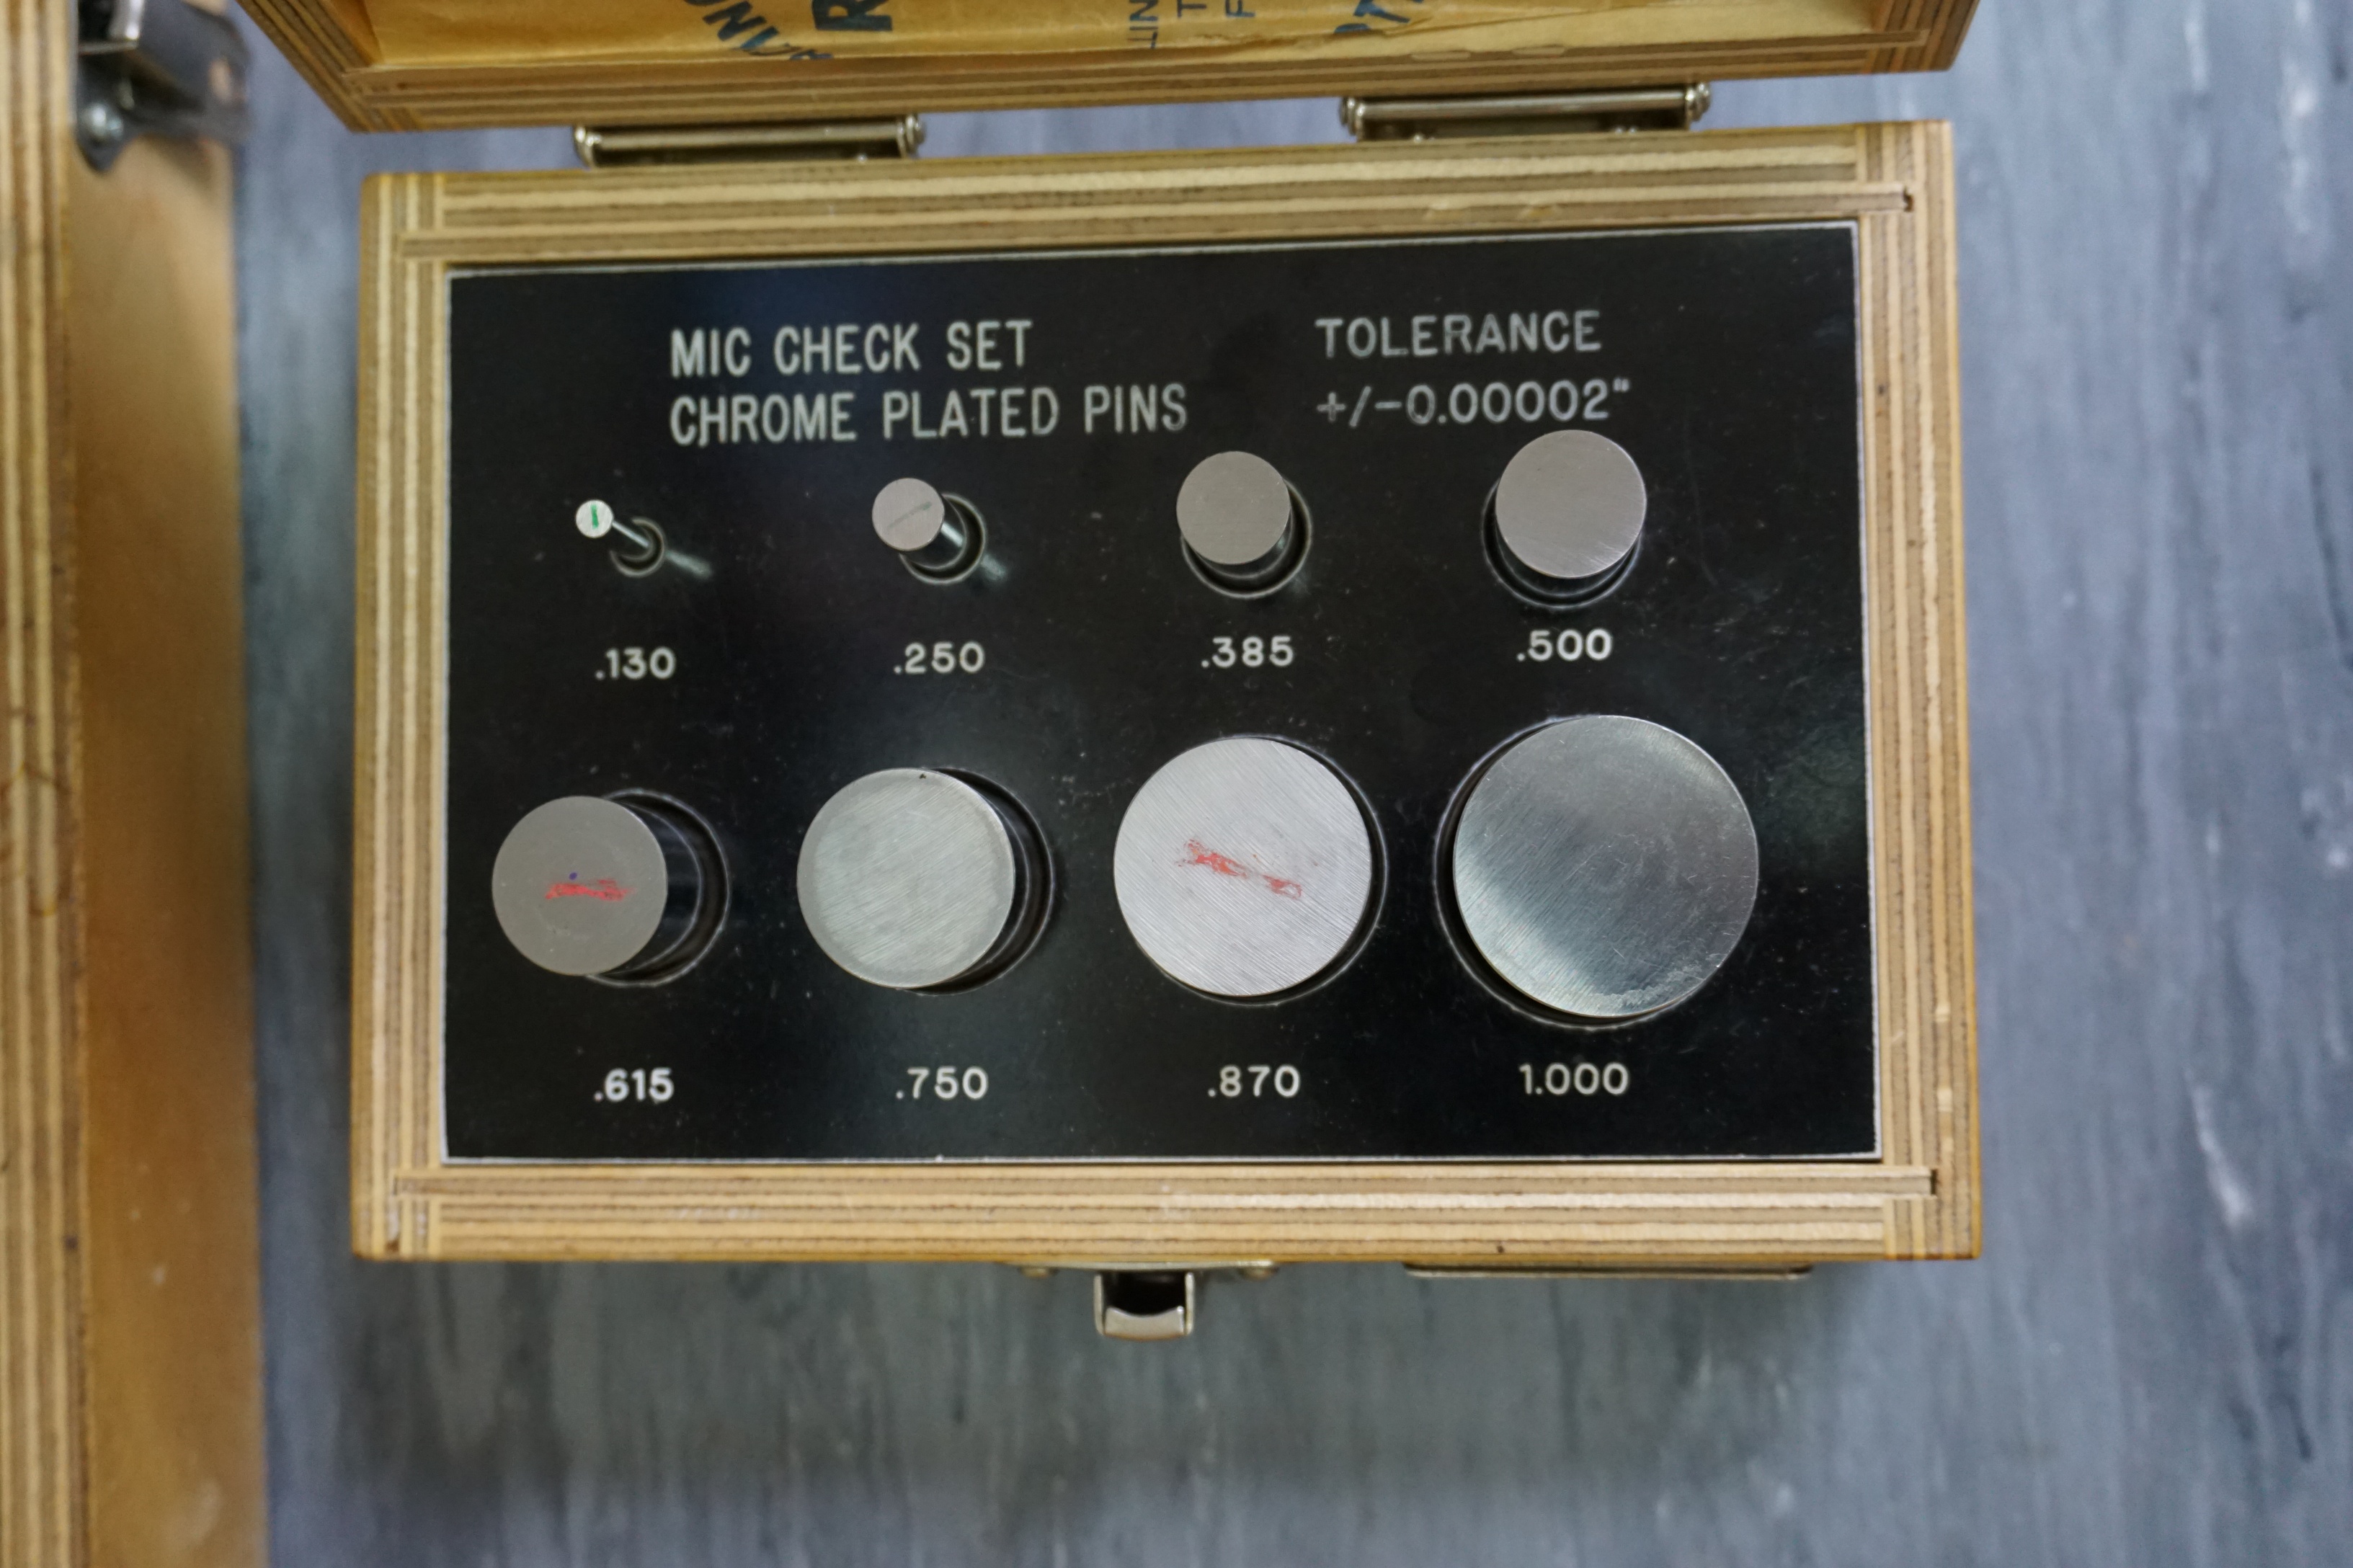 MIC CHECK SET
CHROME PLATED PINS
TOLERANCE
+/-0.00002"
.130 .250 .385 .500
.615 .750 .870 1.000